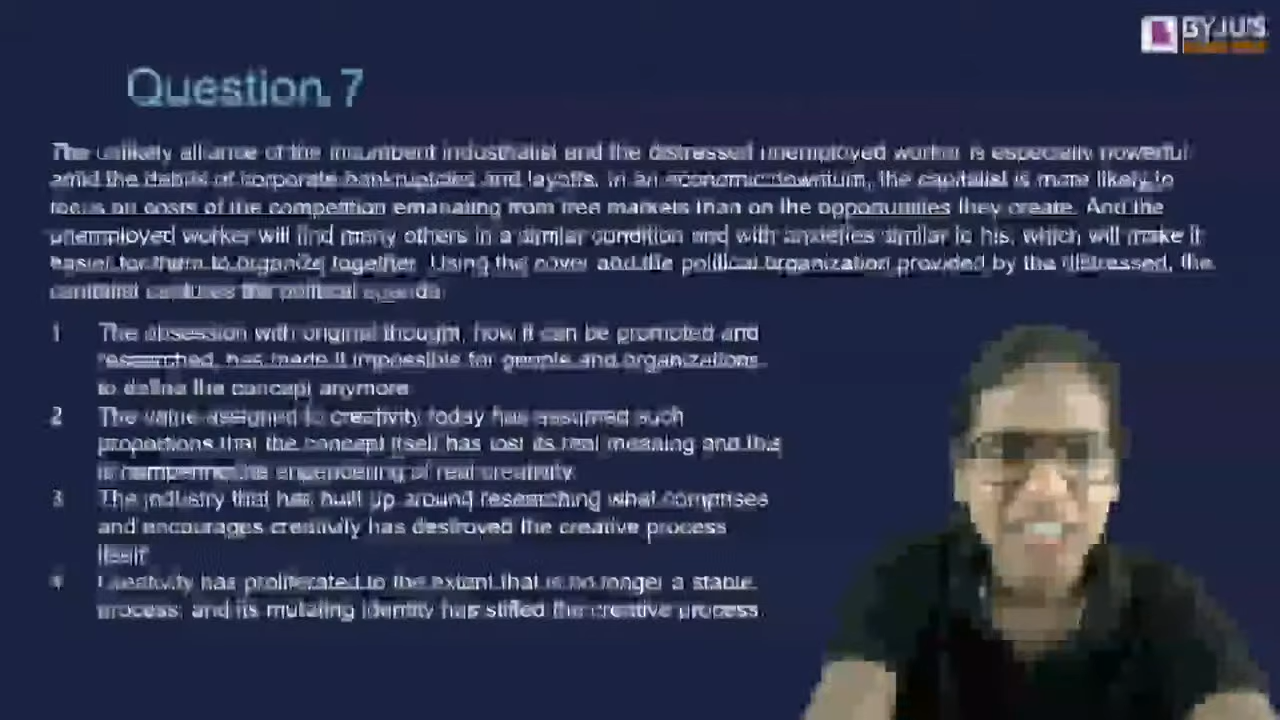 BYJU'S
Question 7
The unlikely alliance of the incumbent industrialist and the distressed unemployed worker is especially powerful
amid the debris of corporate bankruptcies and layoffs. In an economic downturn, the capitalist is more likely to
focus on costs of the competition emanating from free markets than on the opportunities they create. And the
unemployed worker will find many others in a similar condition and with anxieties similar to his, which will make it
easier for them to organize together. Using the cover and the political organization provided by the distressed, the
capitalist captures the political agenda.
1 The obsession with original thought, how it can be promoted and
researched, has made it impossible for people and organizations
to define the concept anymore
2 The value assigned to creativity today has assumed such
proportions that the concept itself has lost its real meaning and this
is hampering the engendering of real creativity.
3 The industry that has built up around researching what comprises
and encourages creativity has destroyed the creative process
itself
4 Creativity has proliferated to the extent that is no longer a stable
process, and its mutating identity has stifled the creative process.